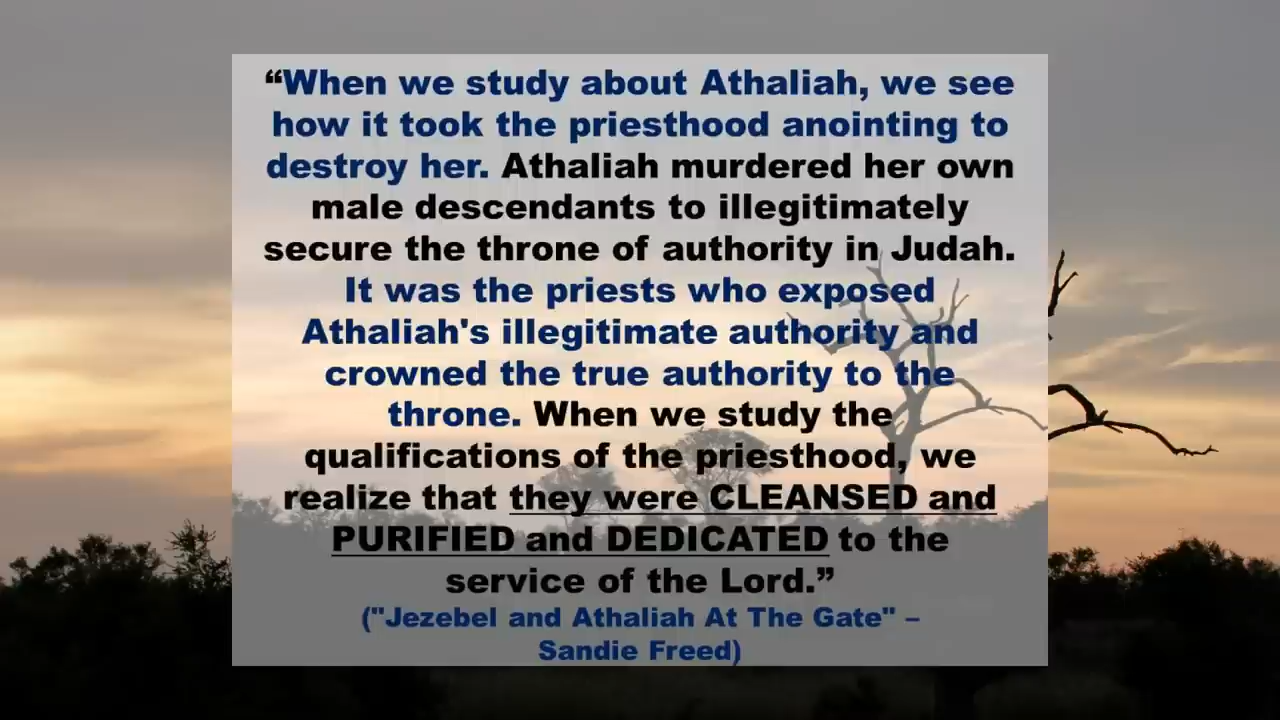 “When we study about Athaliah, we see
how it took the priesthood anointing to
destroy her. Athaliah murdered her own
male descendants to illegitimately
secure the throne of authority in Judah.
It was the priests who exposed
Athaliah's illegitimate authority and
crowned the true authority to the
throne. When we study the
qualifications of the priesthood, we
realize that they were CLEANSED and
PURIFIED and DEDICATED to the
service of the Lord.”
("Jezebel and Athaliah At The Gate" –
Sandie Freed)